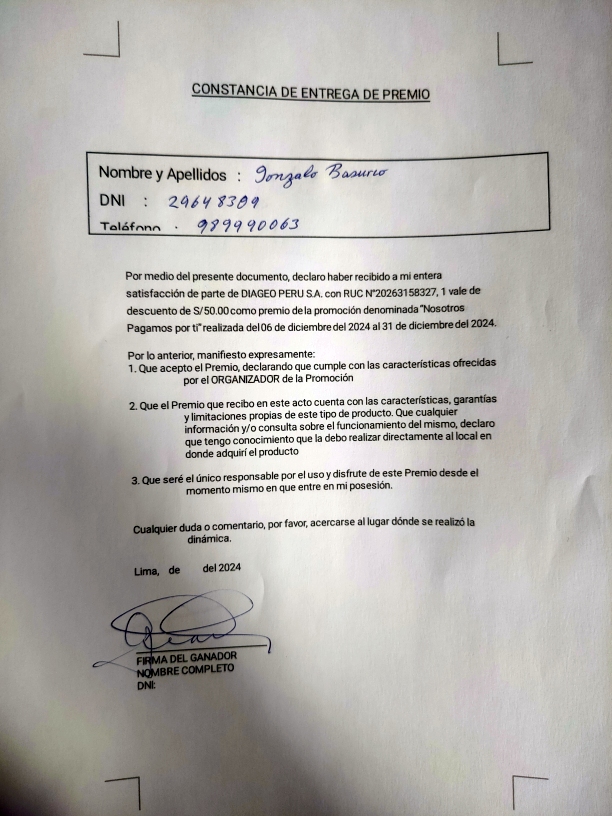 CONSTANCIA DE ENTREGA DE PREMIO
Nombre y Apellidos : Gonzalo Basurco
DNI : 29648309
Teléfono . 989990063
Por medio del presente documento, declaro haber recibido a mi entera
satisfacción de parte de DIAGEO PERU S.A. con RUC N°20263158327, 1 vale de
descuento de S/50.00 como premio de la promoción denominada "Nosotros
Pagamos por ti" realizada del 06 de diciembre del 2024 al 31 de diciembre del 2024.
Por lo anterior, manifiesto expresamente:
1. Que acepto el Premio, declarando que cumple con las características ofrecidas
por el ORGANIZADOR de la Promoción
2. Que el Premio que recibo en este acto cuenta con las características, garantías
y limitaciones propias de este tipo de producto. Que cualquier
información y/o consulta sobre el funcionamiento del mismo, declaro
que tengo conocimiento que la debo realizar directamente al local en
donde adquirí el producto
3. Que seré el único responsable por el uso y disfrute de este Premio desde el
momento mismo en que entre en mi posesión.
Cualquier duda o comentario, por favor, acercarse al lugar dónde se realizó la
dinámica.
Lima, de del 2024
FIRMA DEL GANADOR
NOMBRE COMPLETO
DNI: